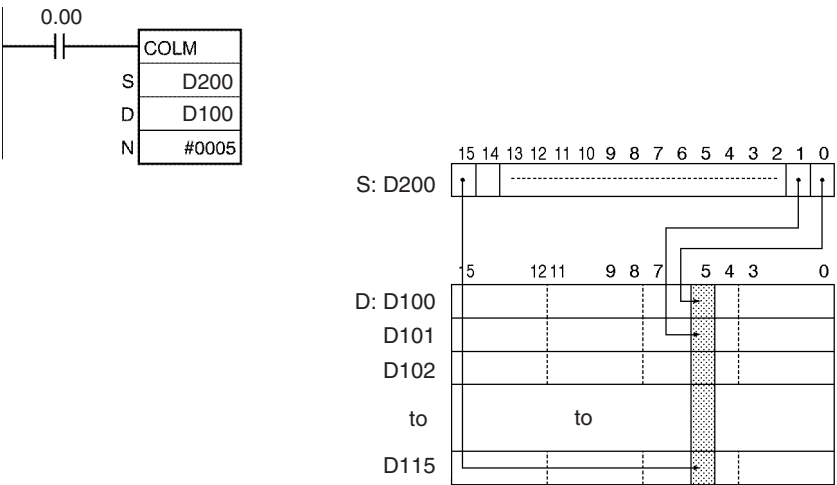 0.00
COLM
S D200
D D100
N #0005
15 14 13 12 11 10 9 8 7 6 5 4 3 2 1 0
S: D200
15 12 11 9 8 7 5 4 3 0
D: D100
D101
D102
to to
D115